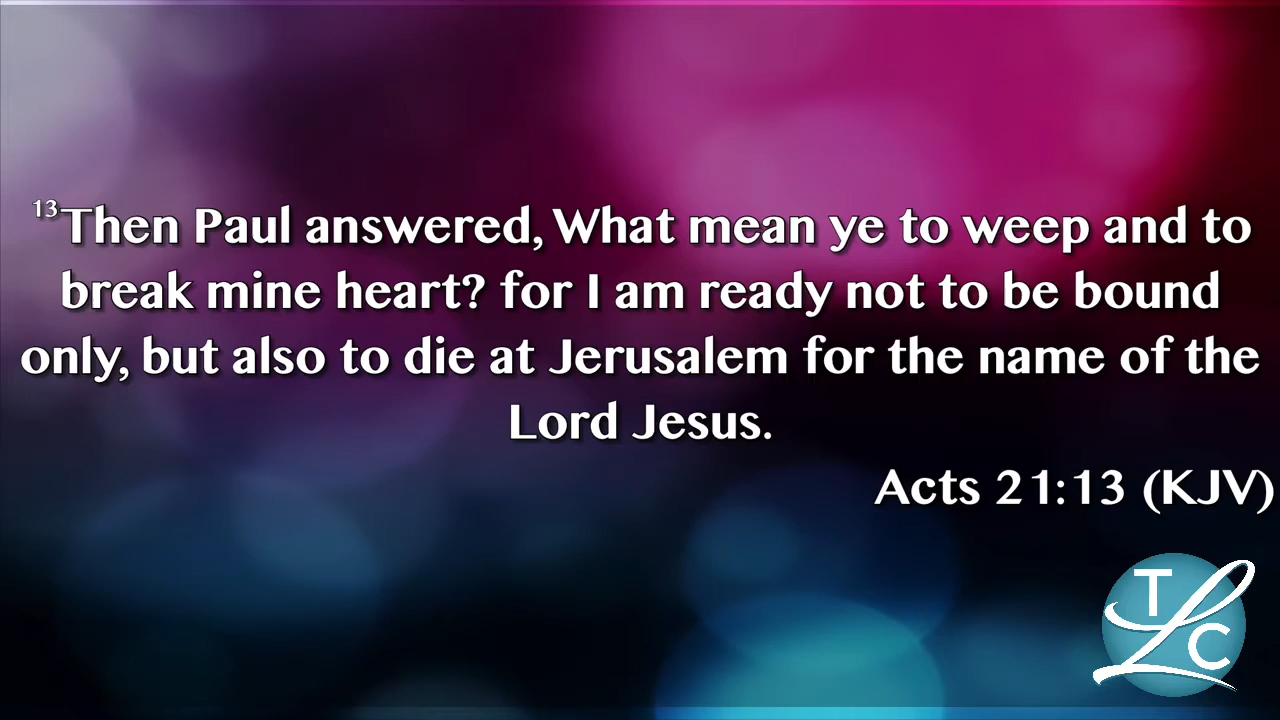 13Then Paul answered, What mean ye to weep and to
break mine heart? for I am ready not to be bound
only, but also to die at Jerusalem for the name of the
Lord Jesus.
Acts 21:13 (KJV)
TLC